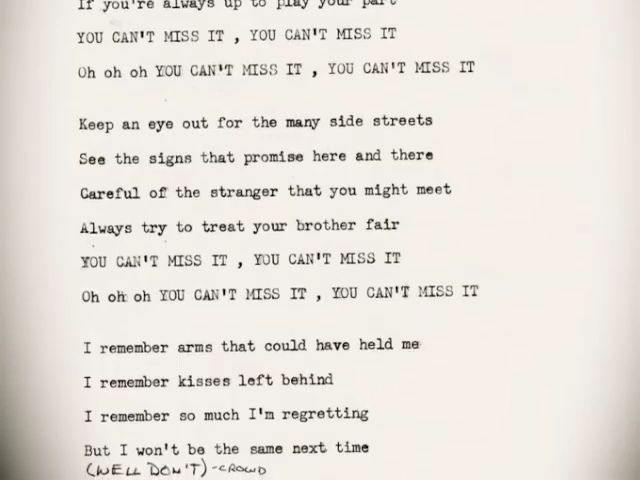 If you're always up to play your part
YOU CAN'T MISS IT , YOU CAN'T MISS IT
Oh oh oh YOU CAN'T MISS IT , YOU CAN'T MISS IT
Keep an eye out for the many side streets
See the signs that promise here and there
Careful of the stranger that you might meet
Always try to treat your brother fair
YOU CAN'T MISS IT , YOU CAN'T MISS IT
Oh oh oh YOU CAN'T MISS IT , YOU CAN'T MISS IT
I remember arms that could have held me
I remember kisses left behind
I remember so much I'm regretting
But I won't be the same next time
(WELL DON'T) - CROWD